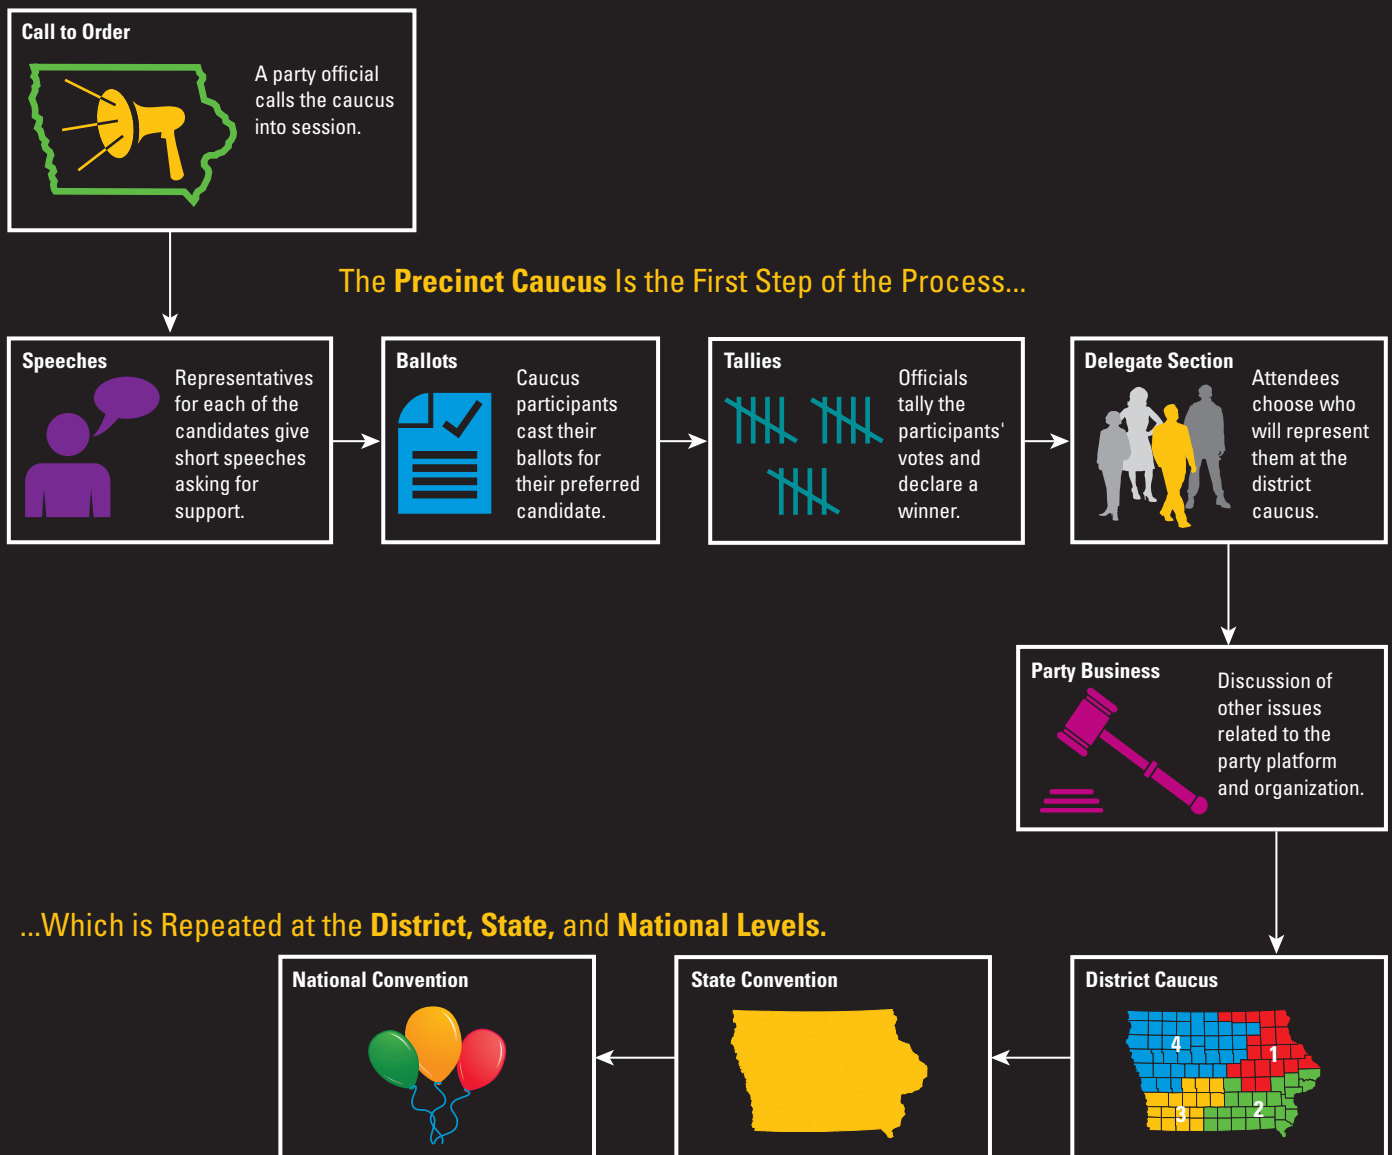 Call to Order
A party official
calls the caucus
into session.
The Precinct Caucus Is the First Step of the Process...
Speeches
Representatives
for each of the
candidates give
short speeches
asking for
support.
Ballots
Caucus
participants
cast their
ballots for
their preferred
candidate.
Tallies
Officials
tally the
participants'
votes and
declare a
winner.
Delegate Section
Attendees
choose who
will represent
them at the
district
caucus.
Party Business
Discussion of
other issues
related to the
party platform
and organization.
...Which is Repeated at the District, State, and National Levels.
National Convention
State Convention
District Caucus
4
1
3
2